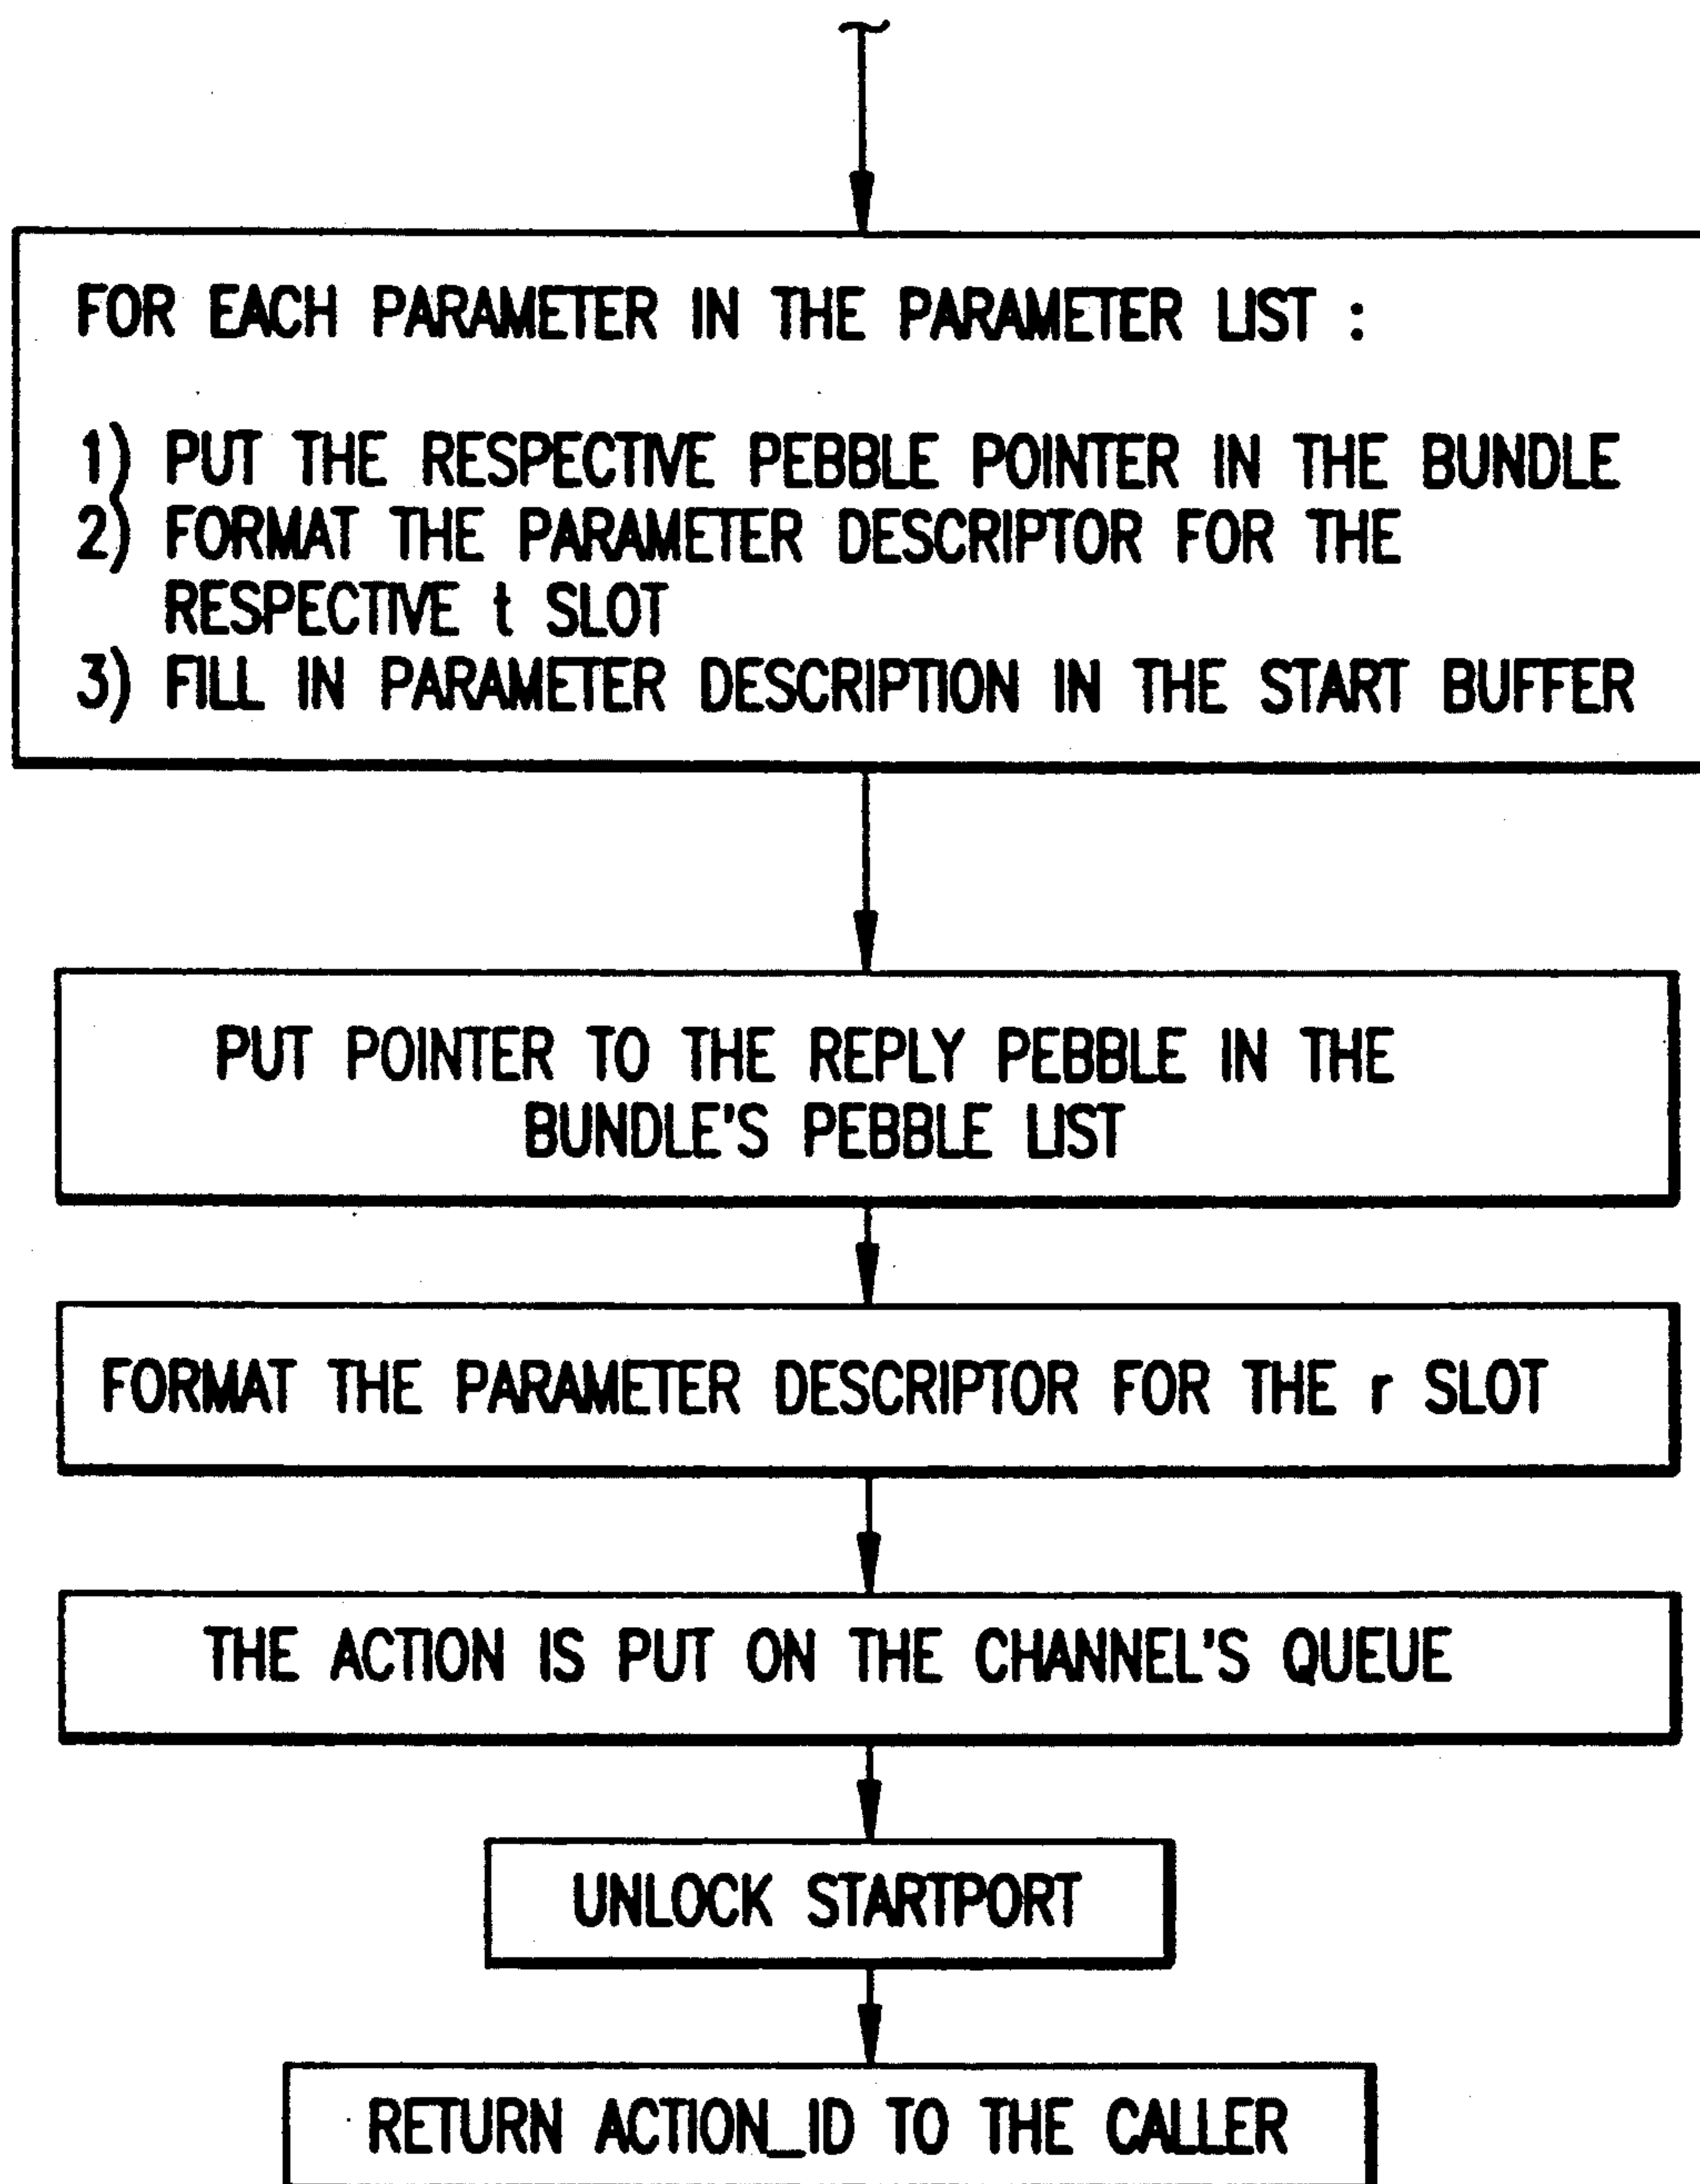 FOR EACH PARAMETER IN THE PARAMETER LIST :
1) PUT THE RESPECTIVE PEBBLE POINTER IN THE BUNDLE
2) FORMAT THE PARAMETER DESCRIPTOR FOR THE
RESPECTIVE t SLOT
3) FILL IN PARAMETER DESCRIPTION IN THE START BUFFER
PUT POINTER TO THE REPLY PEBBLE IN THE
BUNDLE'S PEBBLE LIST
FORMAT THE PARAMETER DESCRIPTOR FOR THE r SLOT
THE ACTION IS PUT ON THE CHANNEL'S QUEUE
UNLOCK STARTPORT
RETURN ACTION_ID TO THE CALLER